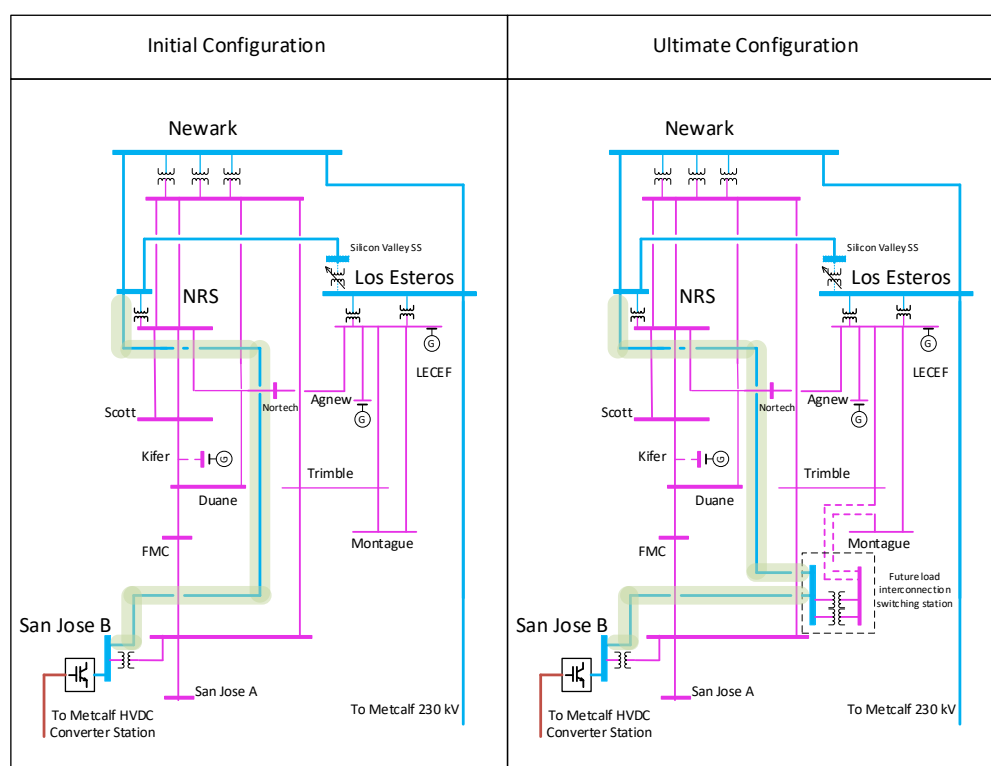 Initial Configuration
Newark
Silicon Valley SS
Los Esteros
NRS
G
LECEF
Agnew
Nortech
G
Scott
Kifer
G
Trimble
Duane
FMC
Montague
San Jose B
San Jose A
To Metcalf HVDC
Converter Station
To Metcalf 230 kV
Ultimate Configuration
Newark
Silicon Valley SS
Los Esteros
NRS
G
LECEF
Agnew
Nortech
G
Scott
Kifer
G
Trimble
Duane
FMC
Montague
Future load
interconnection
switching station
San Jose B
San Jose A
To Metcalf HVDC
Converter Station
To Metcalf 230 kV